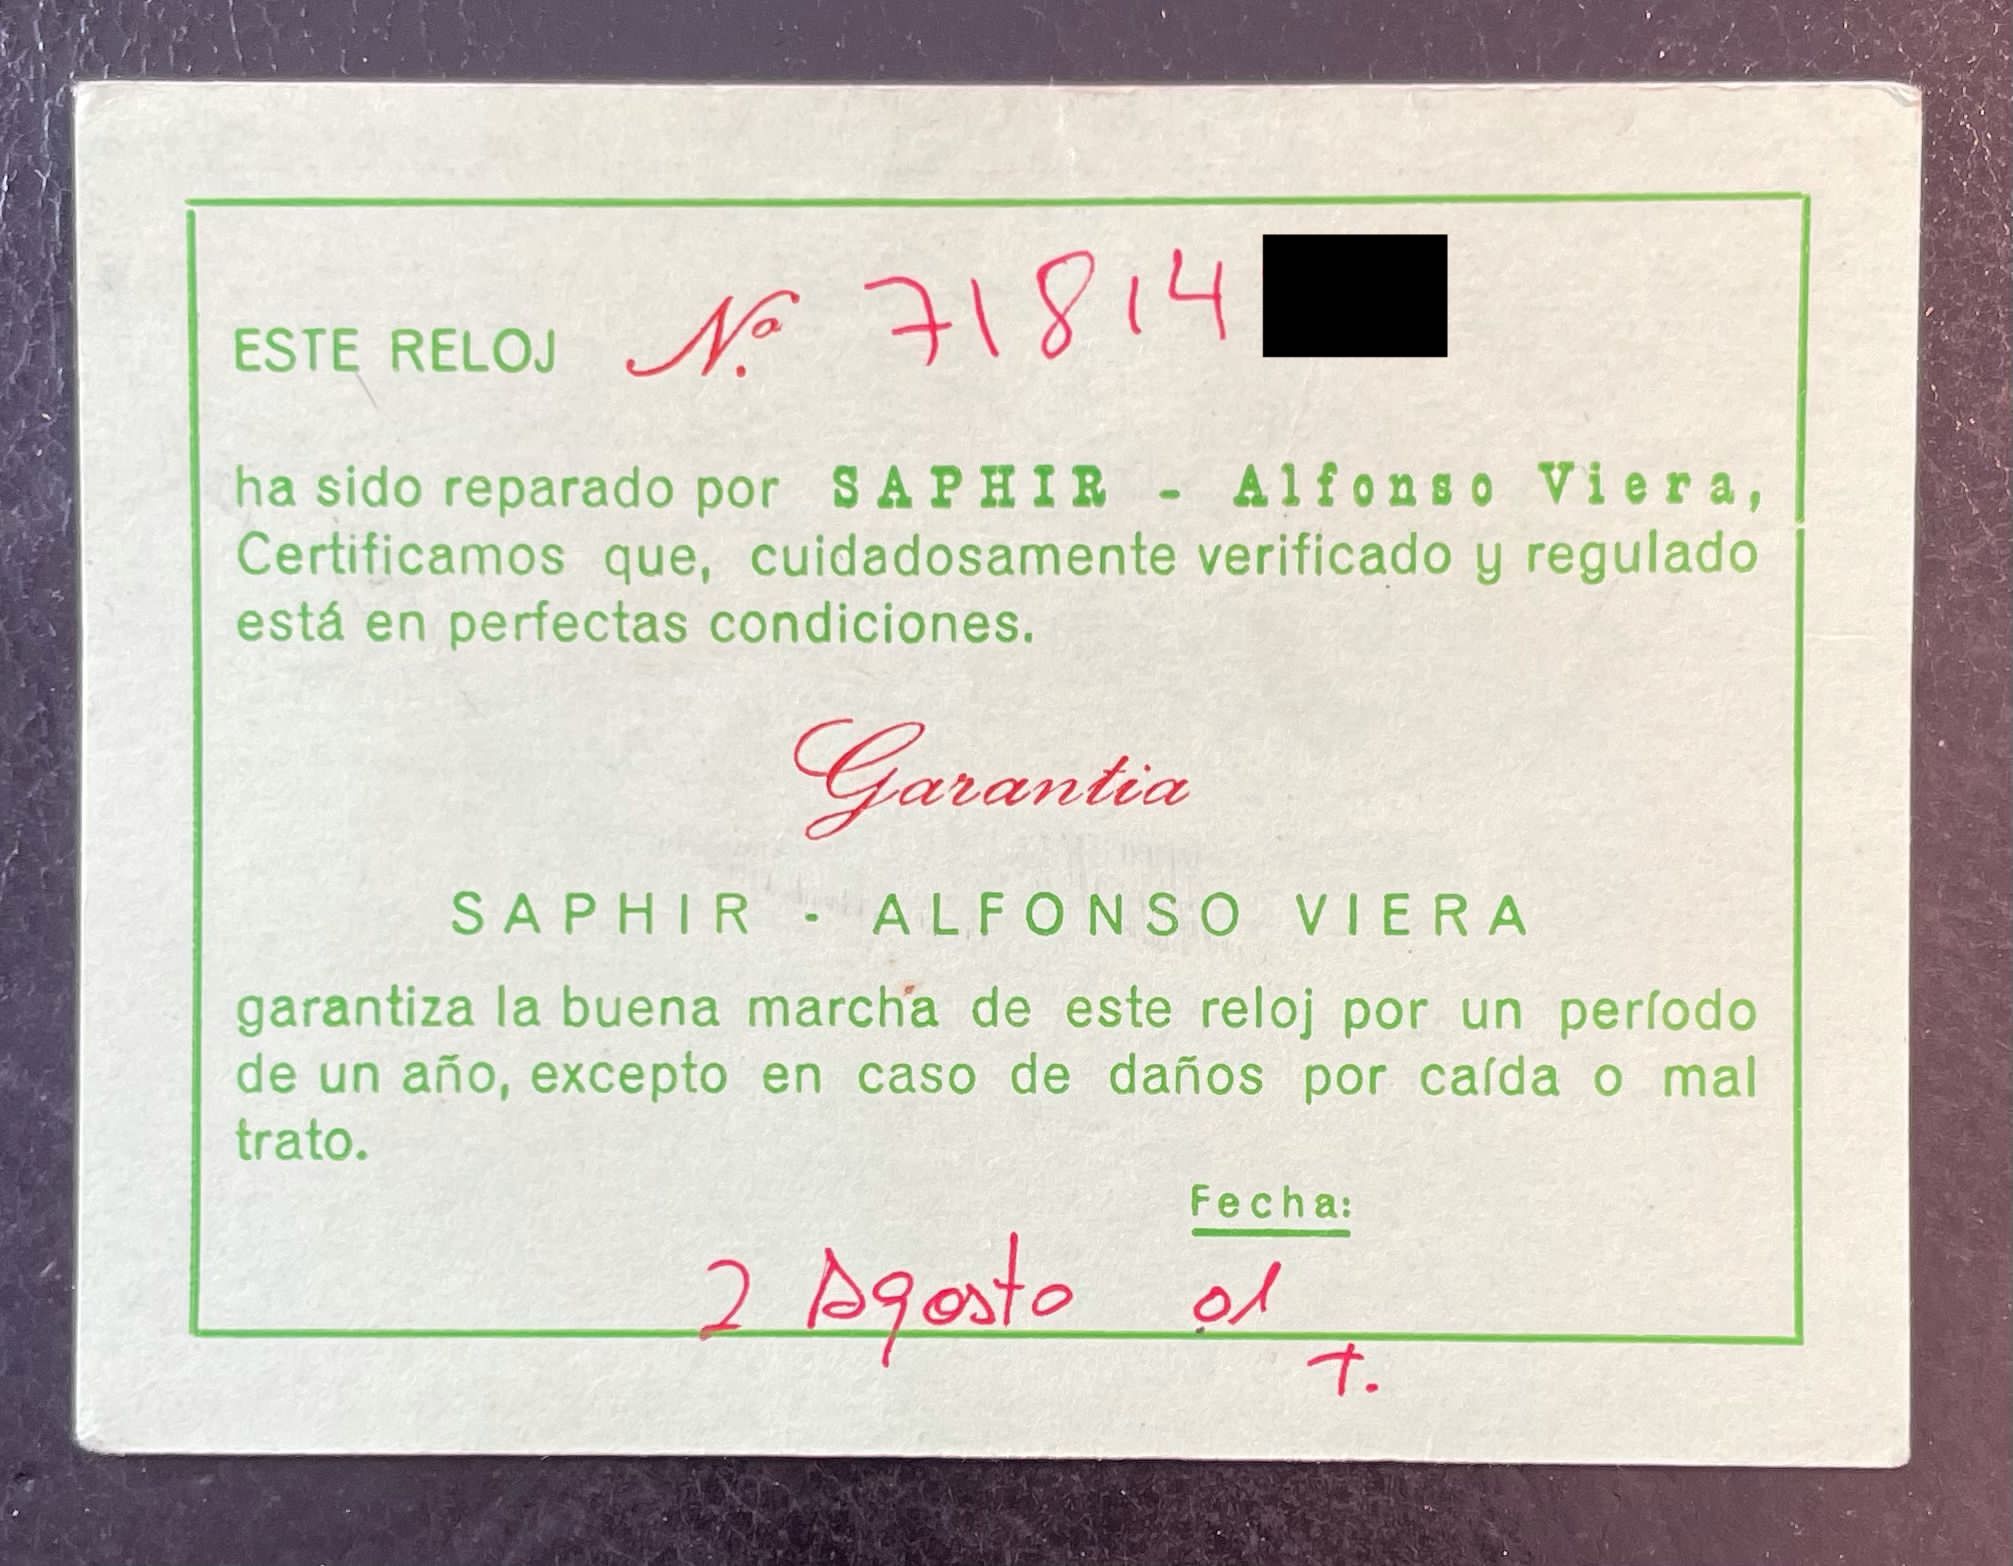 ESTE RELOJ Nº. 71814
ha sido reparado por SAPHIR - Alfonso Viera,
Certificamos que, cuidadosamente verificado y regulado
está en perfectas condiciones.
Garantia
SAPHIR - ALFONSO VIERA
garantiza la buena marcha de este reloj por un período
de un año, excepto en caso de daños por caída o mal
trato.
Fecha:
2 Agosto 01
T.